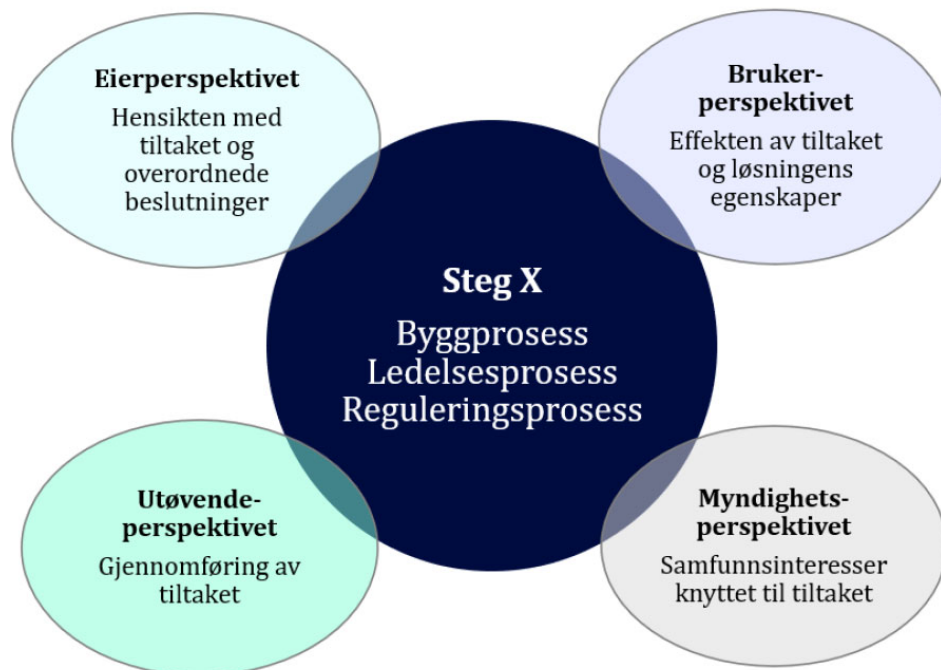 Eierperspektivet
Hensikten med
tiltaket og
overordnede
beslutninger
Bruker-
perspektivet
Effekten av tiltaket
og løsningens
egenskaper
Steg X
Byggprosess
Ledelsesprosess
Reguleringsprosess
Utøvende-
perspektivet
Gjennomføring av
tiltaket
Myndighets-
perspektivet
Samfunnsinteresser
knyttet til tiltaket